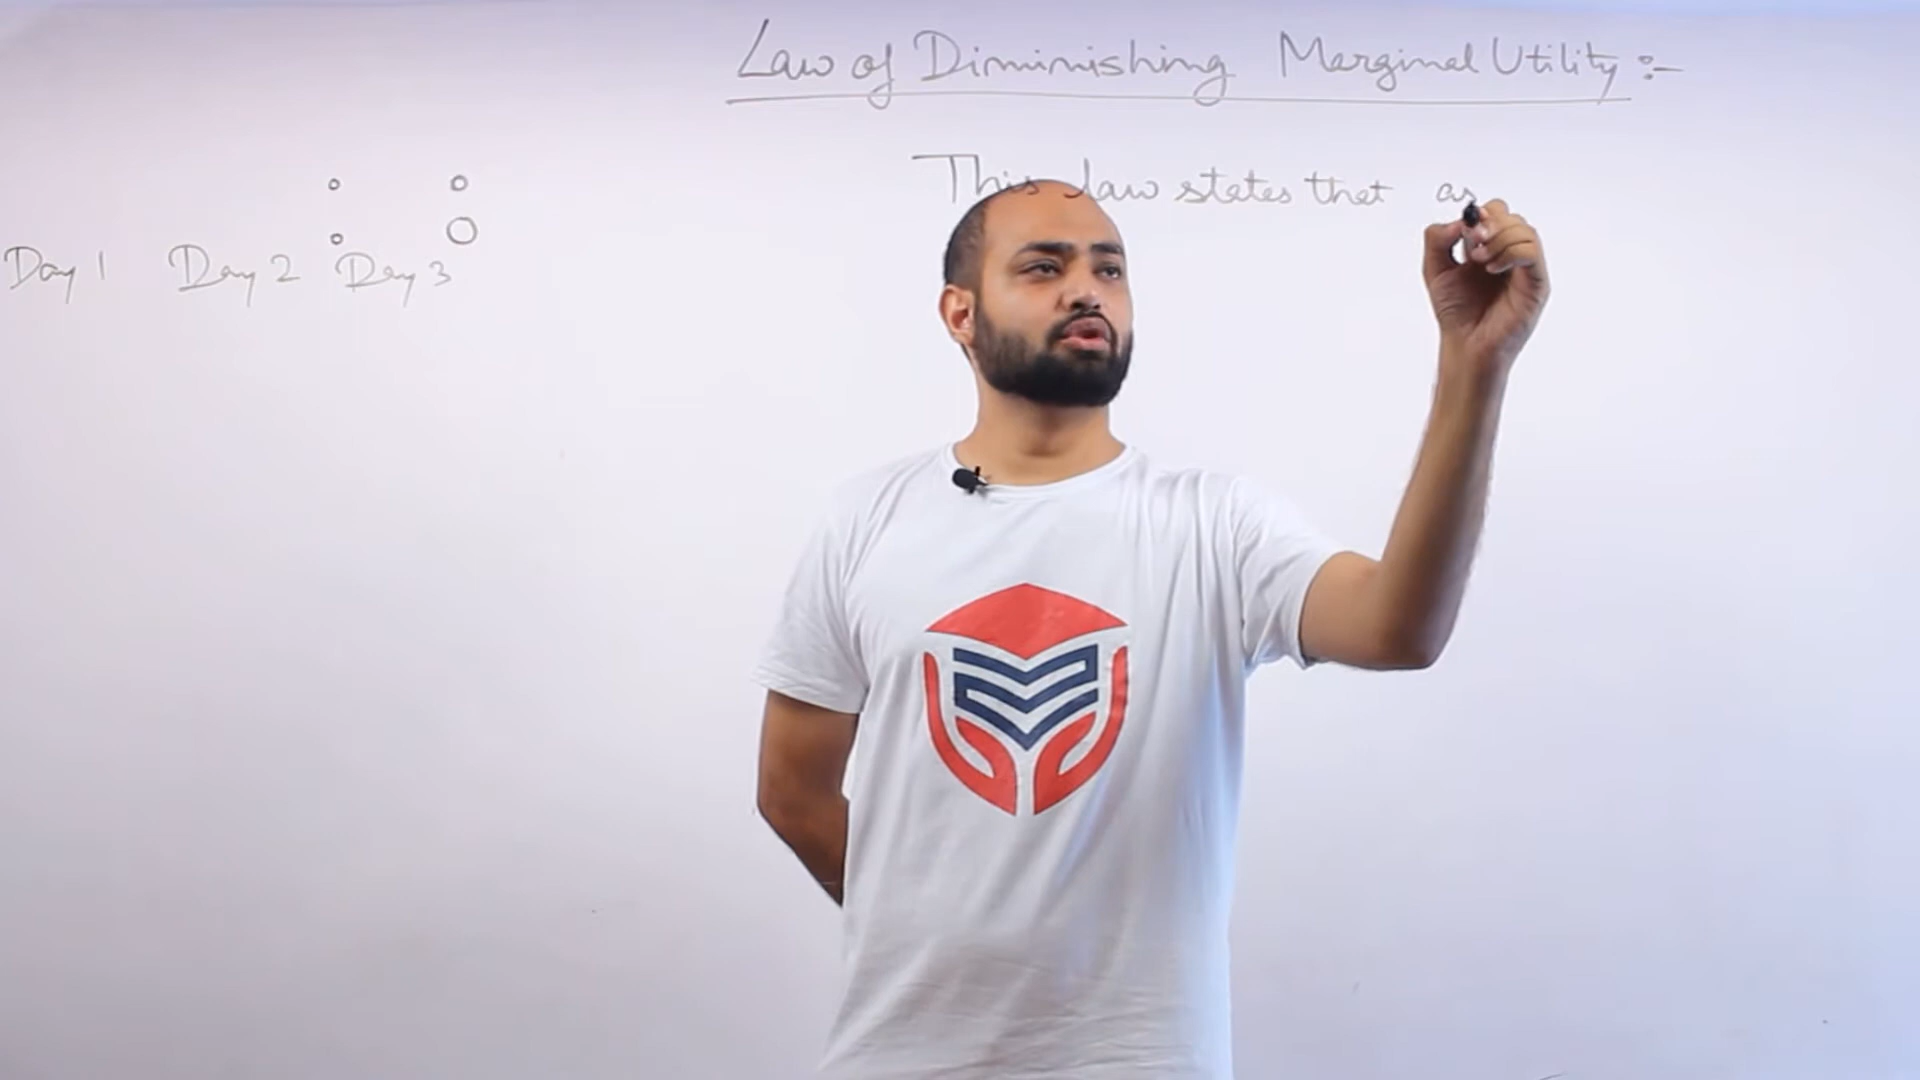 Law of Diminishing Marginal Utility :-
This law states that as
Day 1 Day 2 Day 3